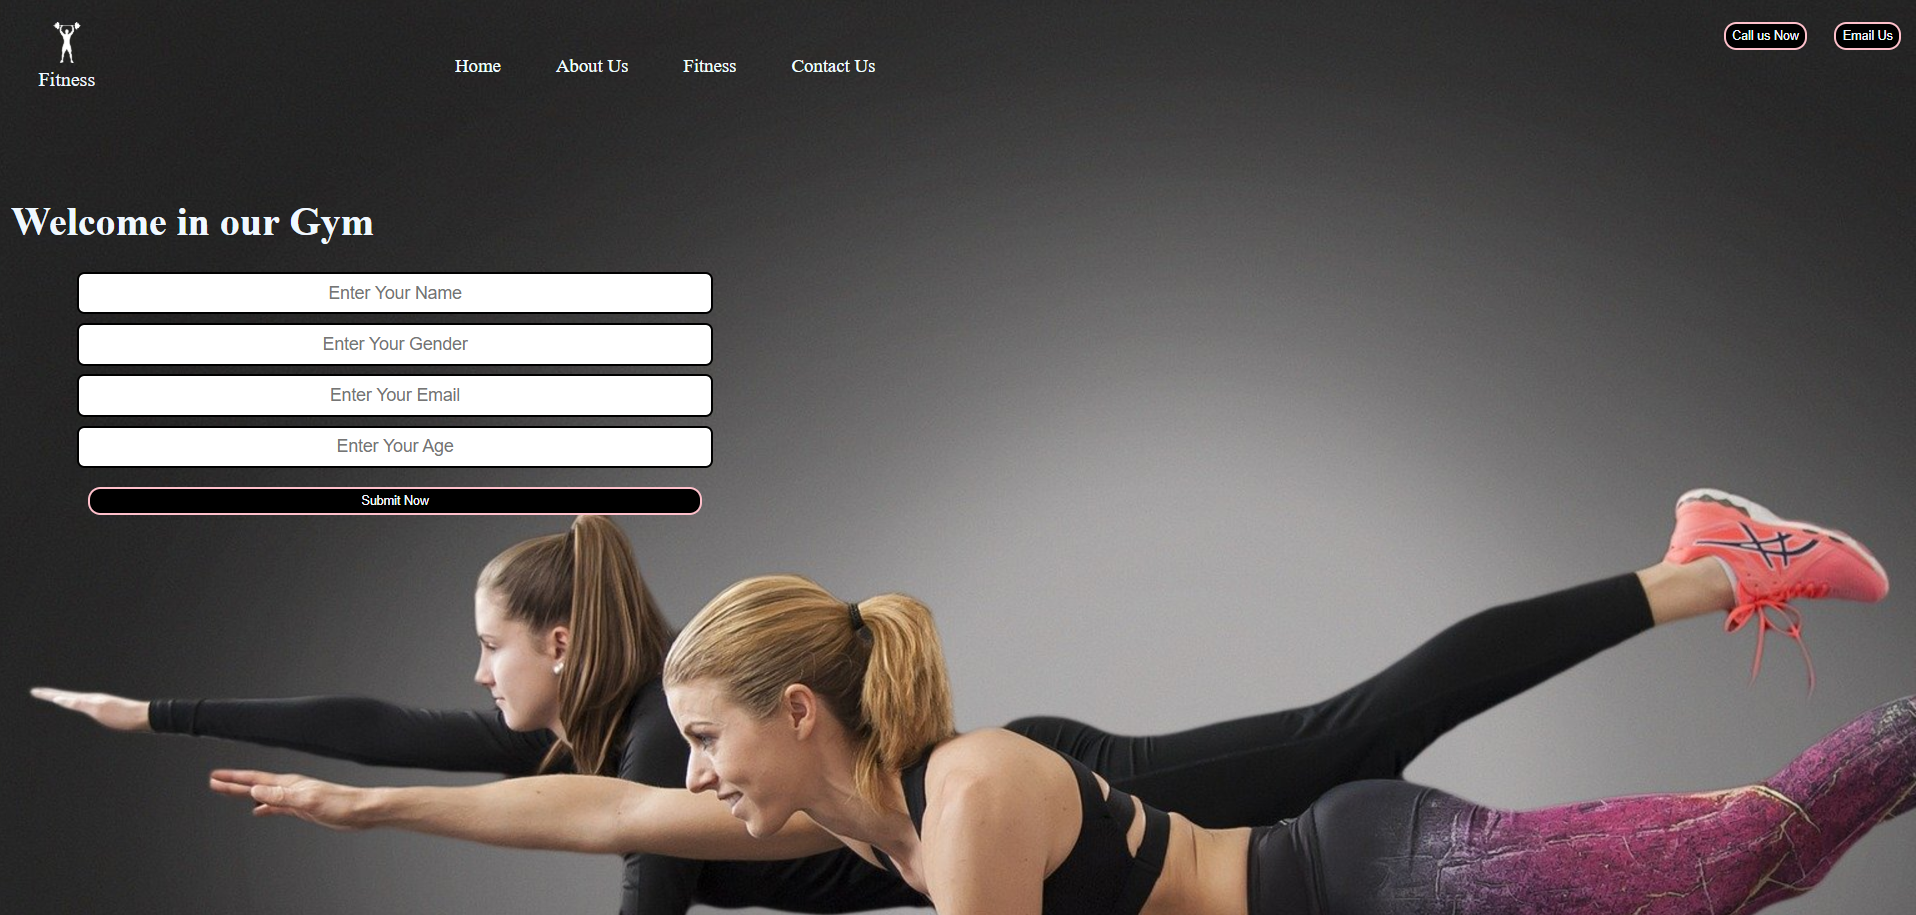 Fitness
Home About Us Fitness Contact Us
Call us Now Email Us
Welcome in our Gym
Enter Your Name
Enter Your Gender
Enter Your Email
Enter Your Age
Submit Now